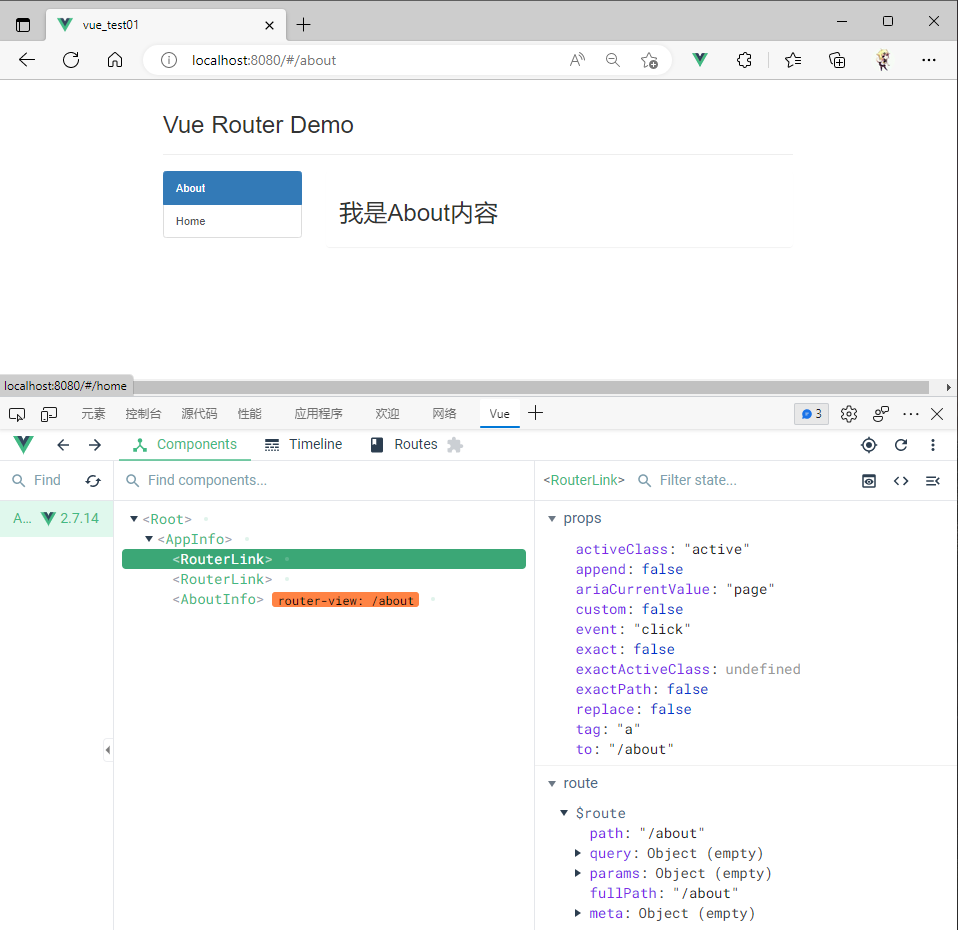 vue_test01
localhost:8080/#/about
Vue Router Demo
About
Home
我是About内容
localhost:8080/#/home
元素 控制台 源代码 性能 应用程序 欢迎 网络 Vue 3
Components Timeline Routes
Find Find components... <RouterLink> Filter state...
A... 2.7.14
<Root>
<AppInfo>
<RouterLink>
<RouterLink>
<AboutInfo> router-view: /about
props
activeClass: "active"
append: false
ariaCurrentValue: "page"
custom: false
event: "click"
exact: false
exactActiveClass: undefined
exactPath: false
replace: false
tag: "a"
to: "/about"
route
$route
path: "/about"
query: Object (empty)
params: Object (empty)
fullPath: "/about"
meta: Object (empty)